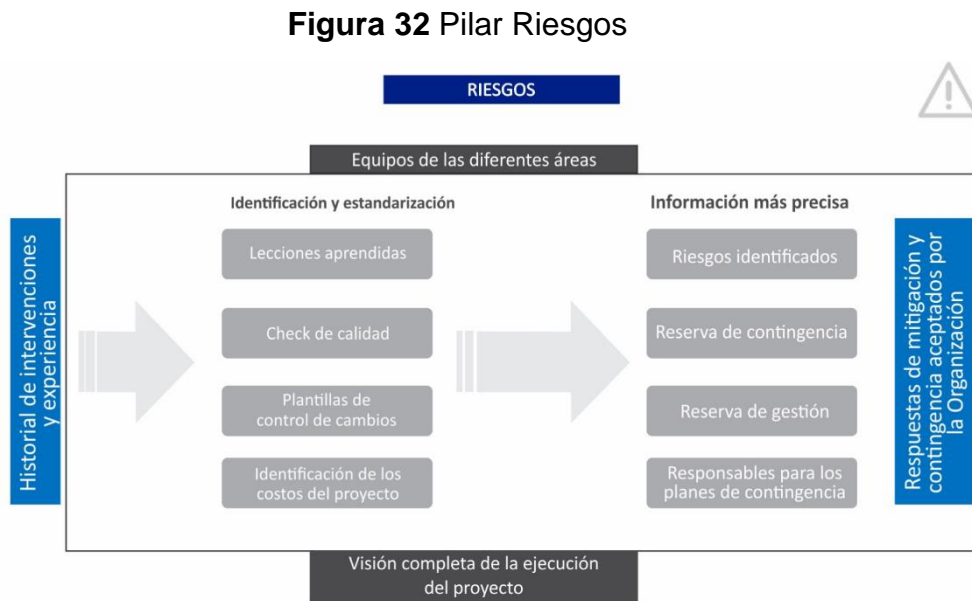 Figura 32 Pilar Riesgos
RIESGOS
Equipos de las diferentes áreas
Historial de intervenciones
y experiencia
Identificación y estandarización
Lecciones aprendidas
Check de calidad
Plantillas de
control de cambios
Identificación de los
costos del proyecto
Información más precisa
Riesgos identificados
Reserva de contingencia
Reserva de gestión
Responsables para los
planes de contingencia
Respuestas de mitigación y
contingencia aceptados por
la Organización
Visión completa de la ejecución
del proyecto